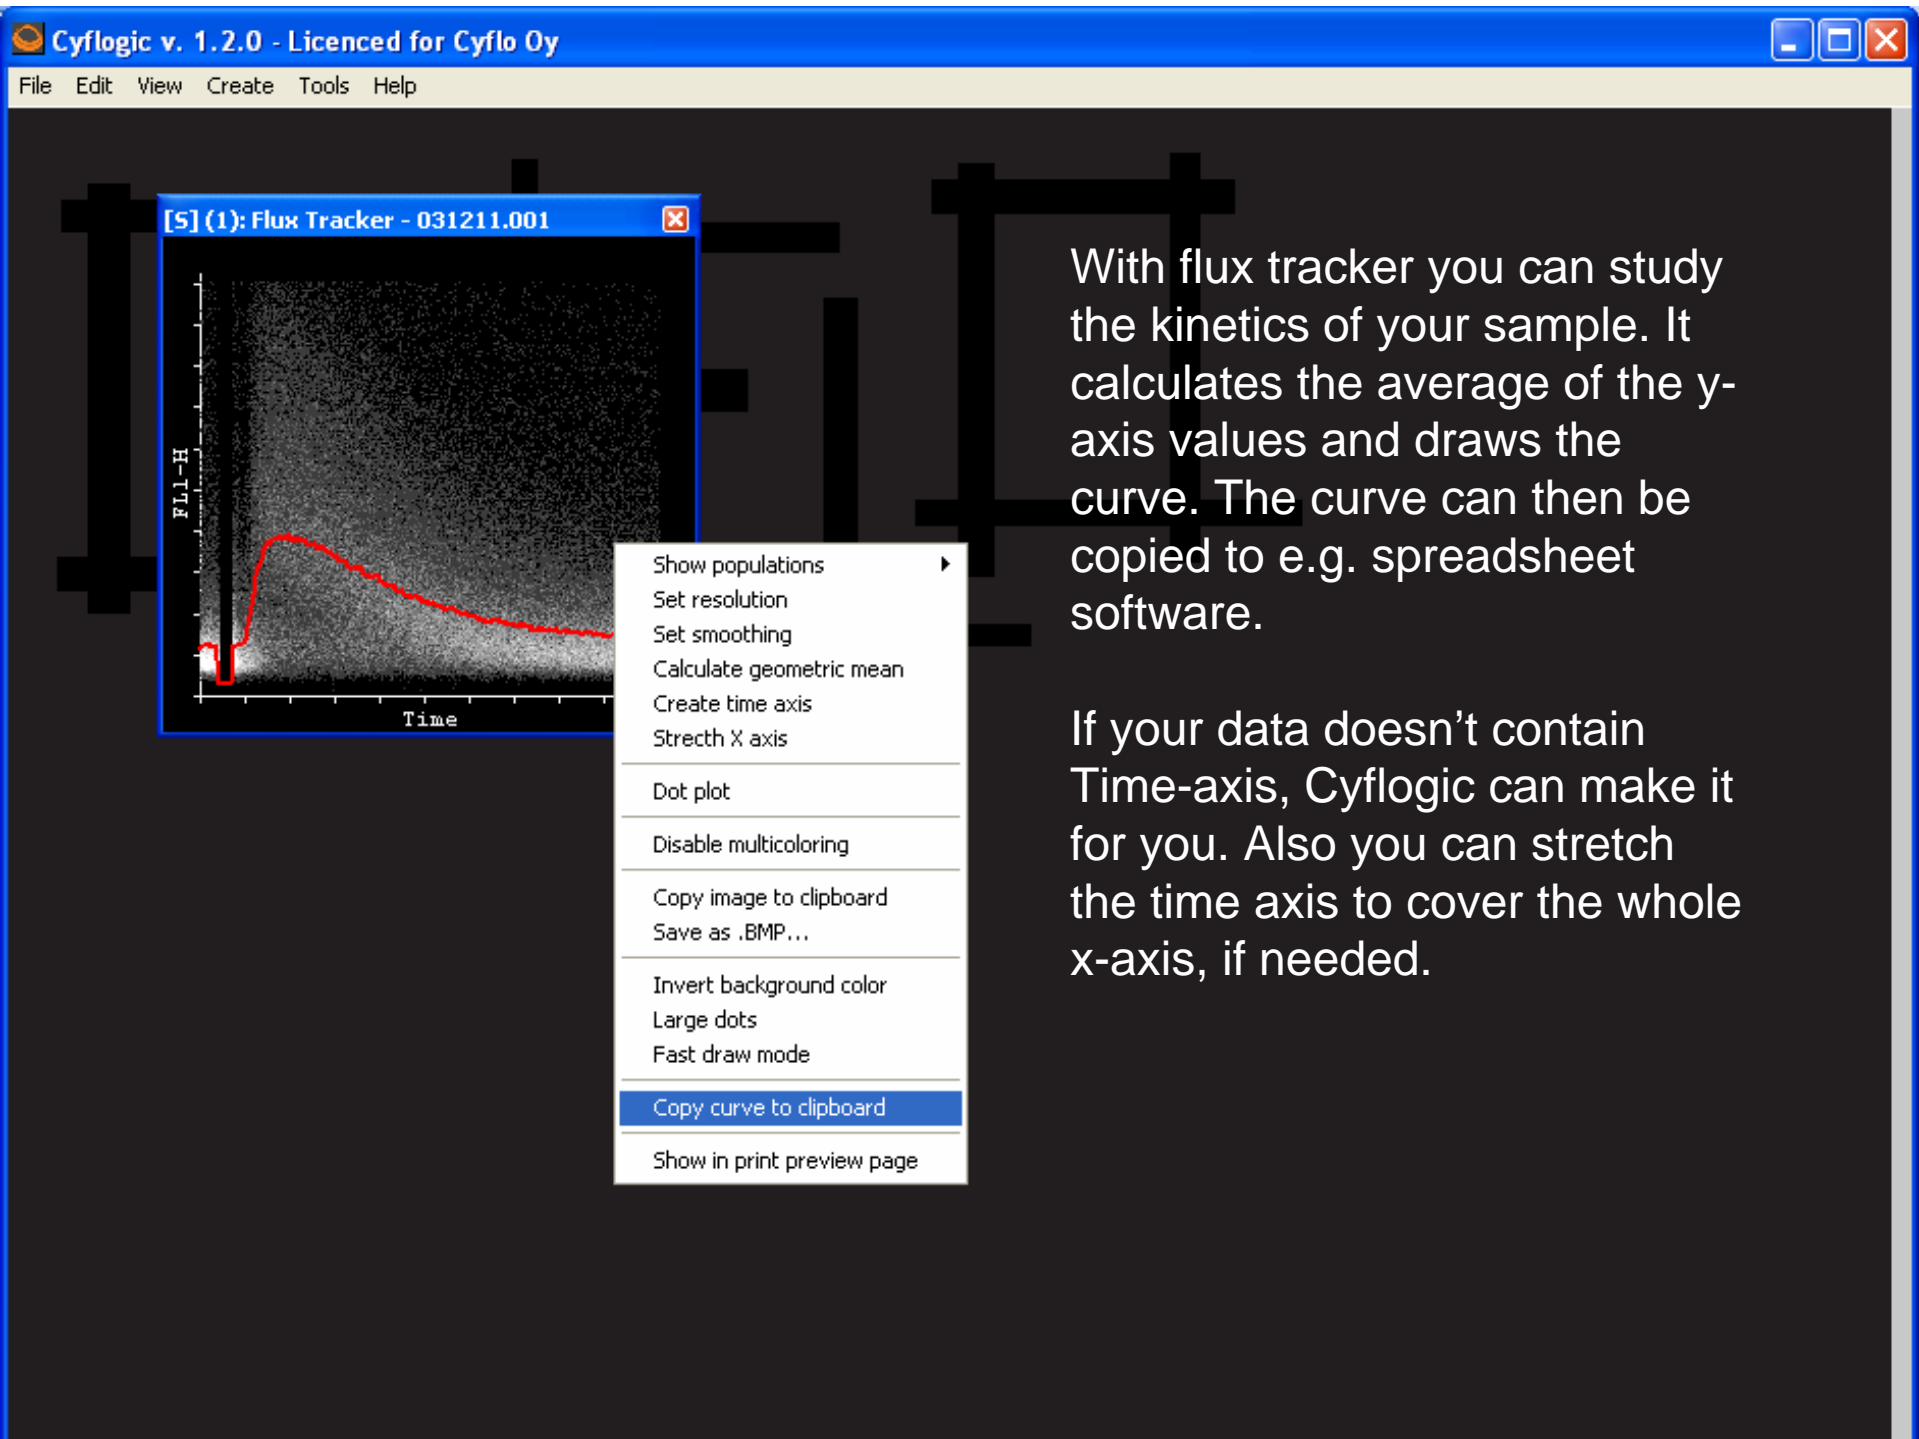 Cyflogic v. 1.2.0 - Licenced for Cyflo Oy
File Edit View Create Tools Help
[S] (1): Flux Tracker - 031211.001
FL1-H
Time
Show populations
Set resolution
Set smoothing
Calculate geometric mean
Create time axis
Strecth X axis
Dot plot
Disable multicoloring
Copy image to clipboard
Save as .BMP...
Invert background color
Large dots
Fast draw mode
Copy curve to clipboard
Show in print preview page
With flux tracker you can study
the kinetics of your sample. It
calculates the average of the y-
axis values and draws the
curve. The curve can then be
copied to e.g. spreadsheet
software.
If your data doesn’t contain
Time-axis, Cyflogic can make it
for you. Also you can stretch
the time axis to cover the whole
x-axis, if needed.